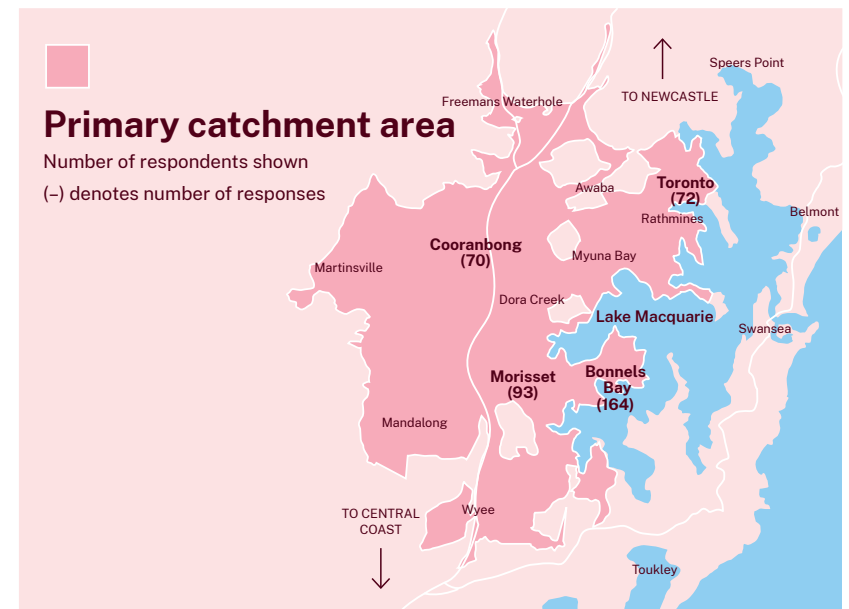 Speers Point
TO NEWCASTLE
Freemans Waterhole
Primary catchment area
Number of respondents shown
(–) denotes number of responses
Awaba
Toronto
(72)
Rathmines
Belmont
Cooranbong
(70)
Myuna Bay
Martinsville
Dora Creek
Lake Macquarie
Swansea
Morisset
(93)
Bonnels
Bay
(164)
Mandalong
Wyee
TO CENTRAL
COAST
Toukley